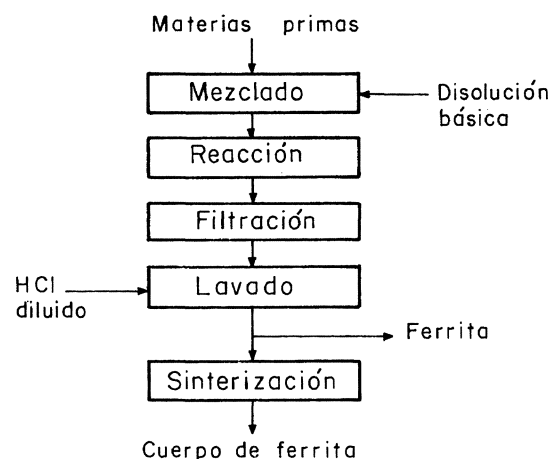 Materias primas
Mezclado
Disolución
básica
Reacción
Filtración
HCl
diluido
Lavado
Ferrita
Sinterización
Cuerpo de ferrita